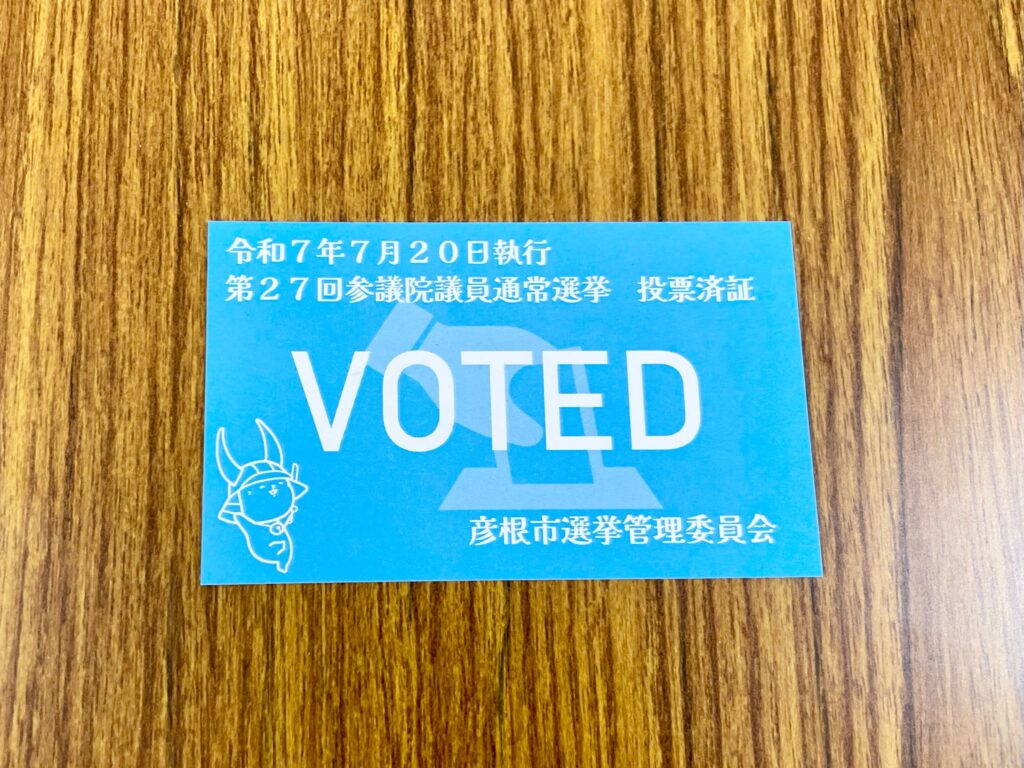 令和７年７月２０日執行
第２７回参議院議員通常選挙　投票済証
VOTED
彦根市選挙管理委員会